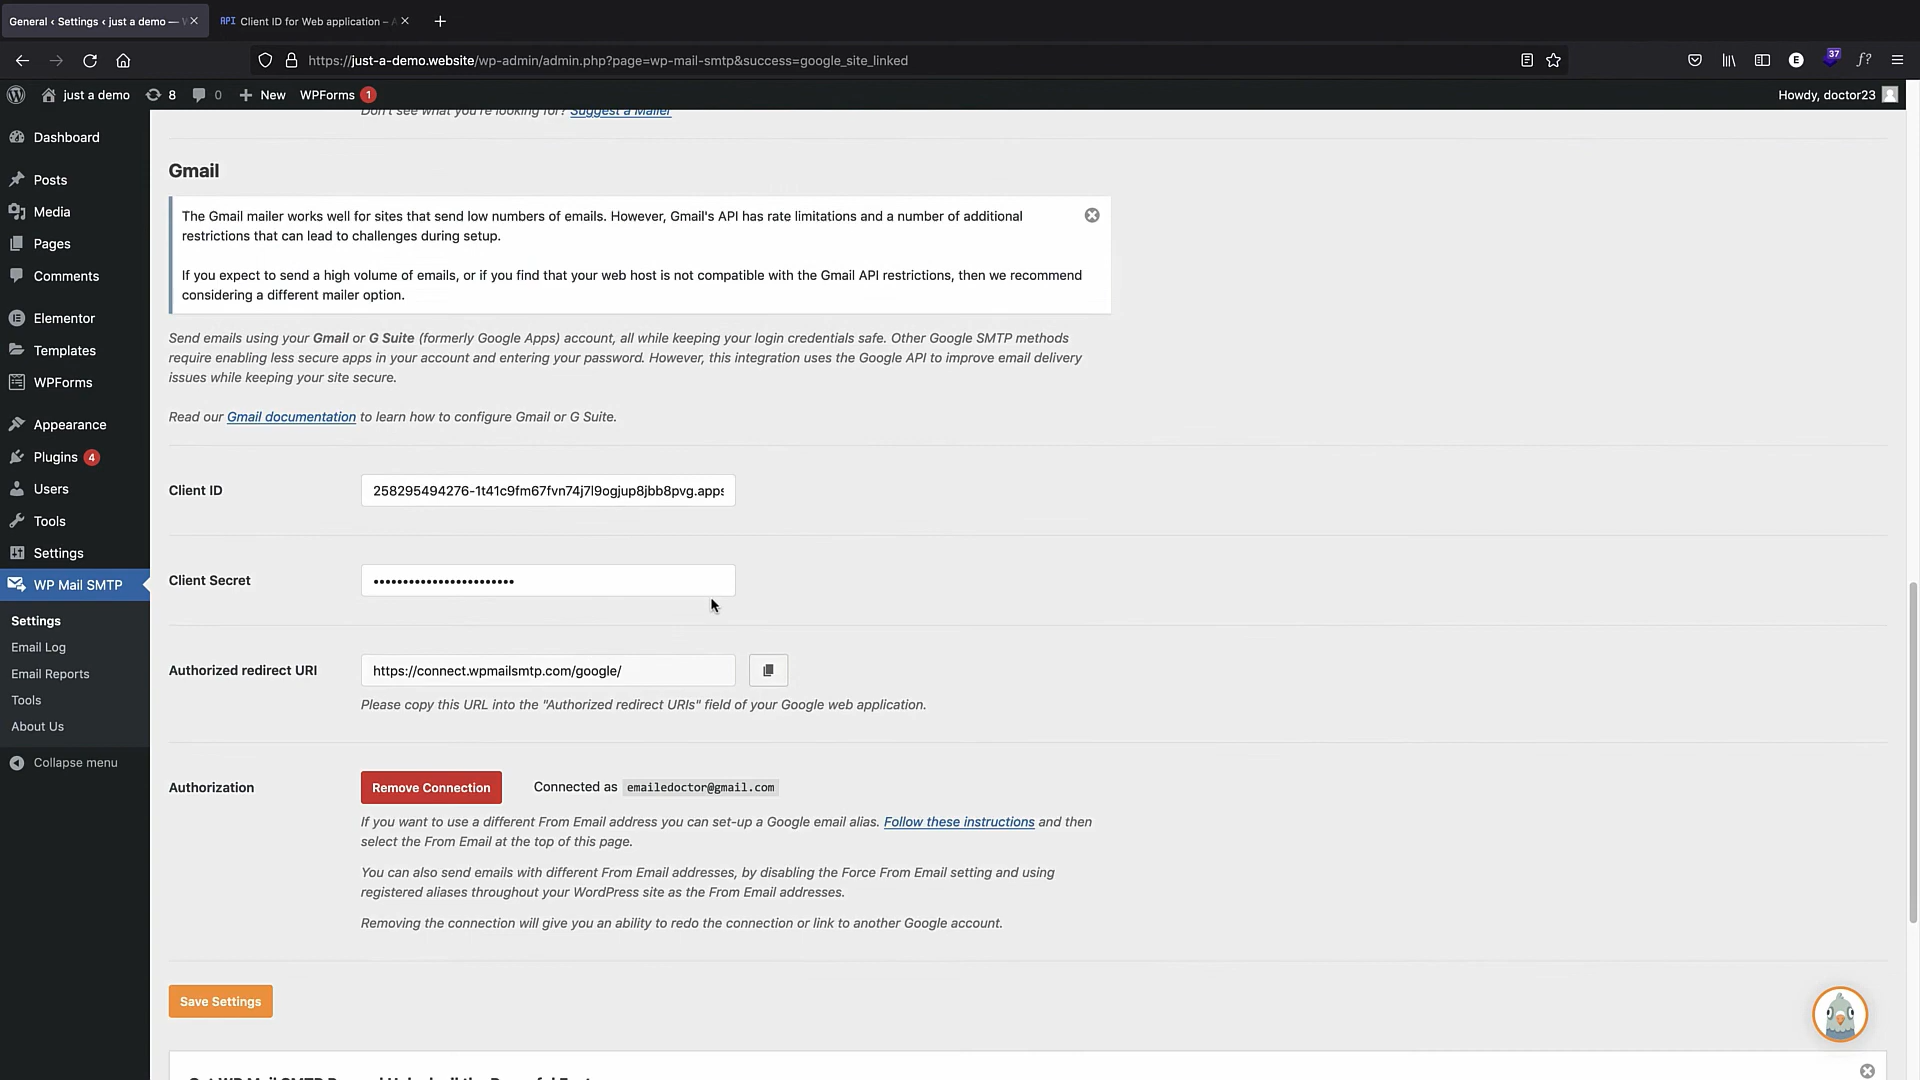 General ‹ Settings ‹ just a demo — W
API Client ID for Web application – A
https://just-a-demo.website/wp-admin/admin.php?page=wp-mail-smtp&success=google_site_linked
E
37
f?
just a demo
8
0
New
WPForms 1
Howdy, doctor23
Dashboard
Posts
Media
Pages
Comments
Elementor
Templates
WPForms
Appearance
Plugins 4
Users
Tools
Settings
WP Mail SMTP
Settings
Email Log
Email Reports
Tools
About Us
Collapse menu
Don't see what you're looking for? Suggest a Mailer
Gmail
The Gmail mailer works well for sites that send low numbers of emails. However, Gmail's API has rate limitations and a number of additional
restrictions that can lead to challenges during setup.
If you expect to send a high volume of emails, or if you find that your web host is not compatible with the Gmail API restrictions, then we recommend
considering a different mailer option.
Send emails using your Gmail or G Suite (formerly Google Apps) account, all while keeping your login credentials safe. Other Google SMTP methods
require enabling less secure apps in your account and entering your password. However, this integration uses the Google API to improve email delivery
issues while keeping your site secure.
Read our Gmail documentation to learn how to configure Gmail or G Suite.
Client ID
258295494276-1t41c9fm67fvn74j7l9ogjup8jbb8pvg.apps
Client Secret
••••••••••••••••••••••••
Authorized redirect URI
https://connect.wpmailsmtp.com/google/
Please copy this URL into the "Authorized redirect URIs" field of your Google web application.
Authorization
Remove Connection
Connected as emailedoctor@gmail.com
If you want to use a different From Email address you can set-up a Google email alias. Follow these instructions and then
select the From Email at the top of this page.
You can also send emails with different From Email addresses, by disabling the Force From Email setting and using
registered aliases throughout your WordPress site as the From Email addresses.
Removing the connection will give you an ability to redo the connection or link to another Google account.
Save Settings